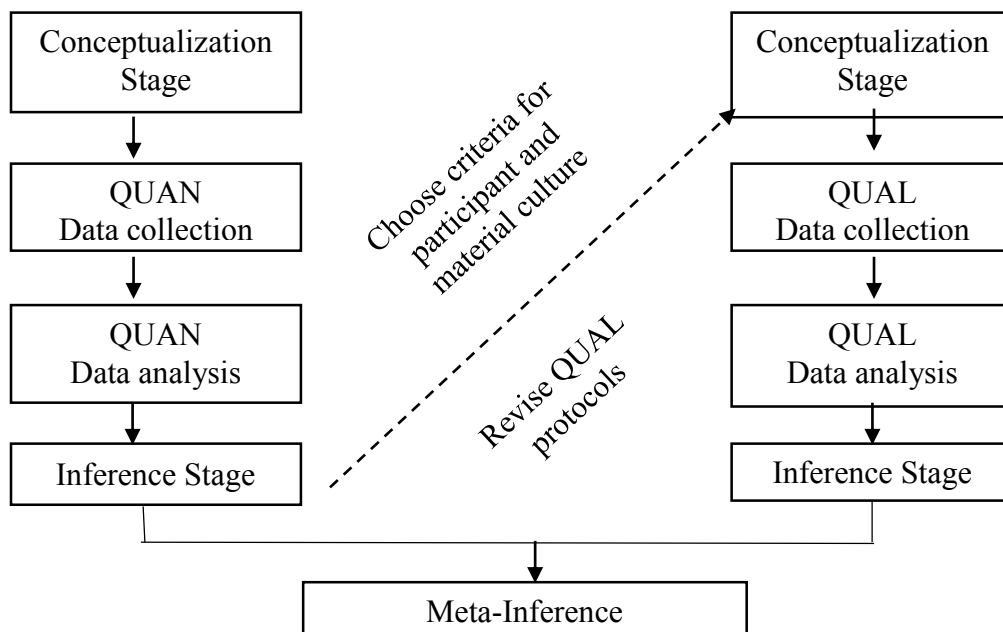 Conceptualization
Stage
QUAN
Data collection
QUAN
Data analysis
Inference Stage
Choose criteria for
participant and
material culture
Revise QUAL
protocols
Conceptualization
Stage
QUAL
Data collection
QUAL
Data analysis
Inference Stage
Meta-Inference